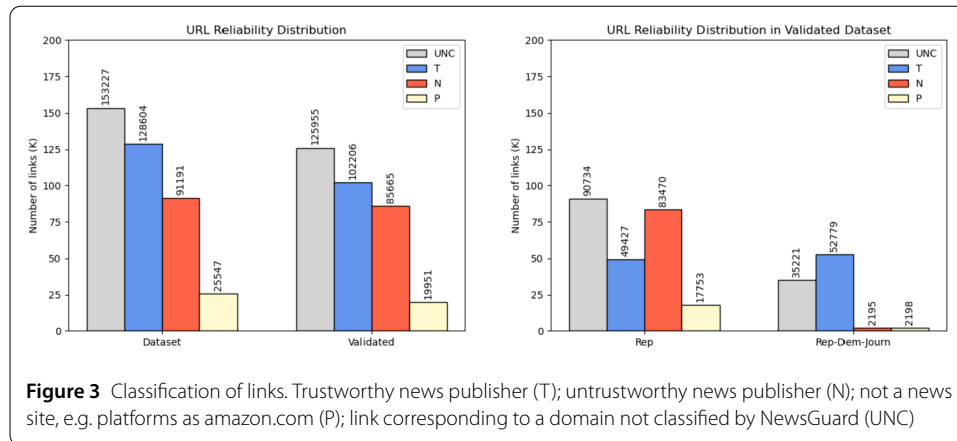 URL Reliability Distribution
200
175
150
125
100
75
50
25
0
Number of links (K)
153227
128604
91191
25547
125955
102206
85665
19951
UNC
T
N
P
Dataset
Validated
URL Reliability Distribution in Validated Dataset
200
175
150
125
100
75
50
25
0
Number of links (K)
90734
49427
83470
17753
35221
52779
2195
2198
UNC
T
N
P
Rep
Rep-Dem-Journ
Figure 3 Classification of links. Trustworthy news publisher (T); untrustworthy news publisher (N); not a news
site, e.g. platforms as amazon.com (P); link corresponding to a domain not classified by NewsGuard (UNC)